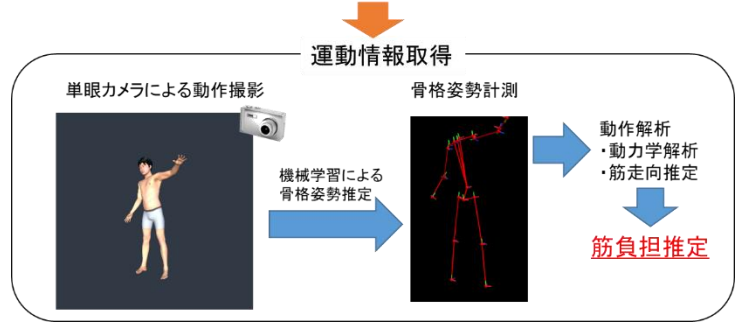 運動情報取得
単眼カメラによる動作撮影
骨格姿勢計測
機械学習による
骨格姿勢推定
動作解析
・動力学解析
・筋走向推定
筋負担推定